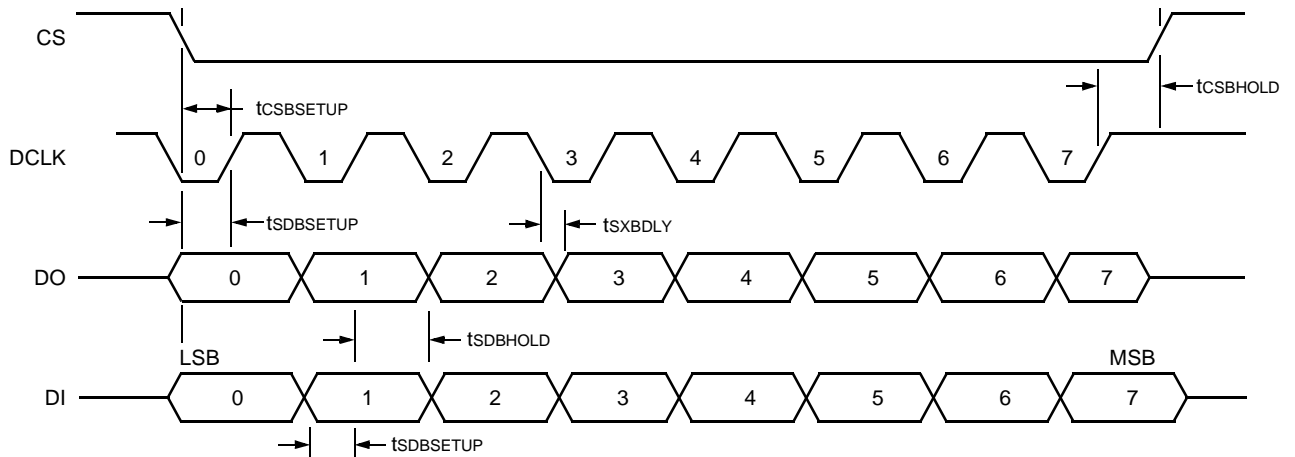 CS
tCSBSETUP
tCSBHOLD
DCLK
0 1 2 3 4 5 6 7
tSDBSETUP
tSXBDLY
DO
0 1 2 3 4 5 6 7
tSDBHOLD
LSB
MSB
DI
0 1 2 3 4 5 6 7
tSDBSETUP